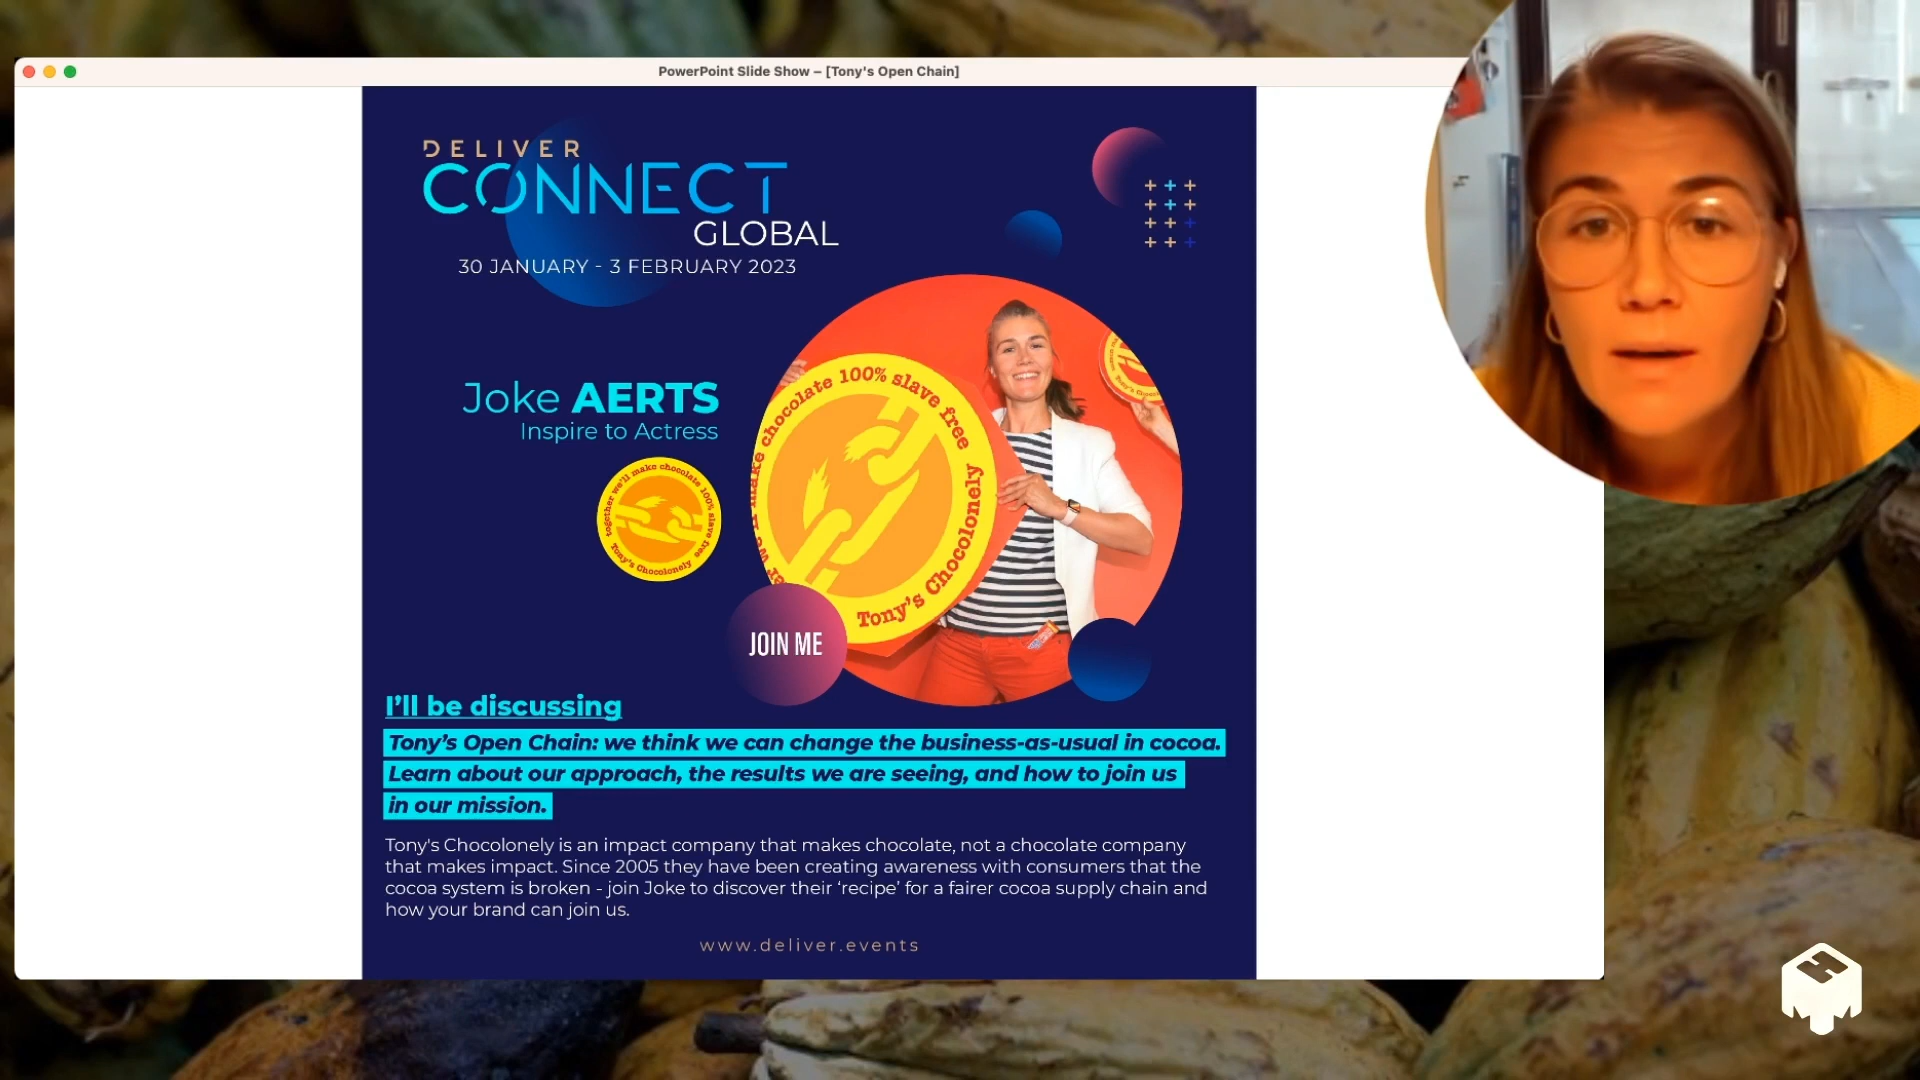 PowerPoint Slide Show – [Tony's Open Chain]
DELIVER
CONNECT
GLOBAL
30 JANUARY - 3 FEBRUARY 2023
Joke AERTS
Inspire to Actress
together we'll make chocolate 100% slave free
Tony's Chocolonely
make chocolate 100% slave free
Tony's Chocolonely
JOIN ME
I'll be discussing
Tony's Open Chain: we think we can change the business-as-usual in cocoa.
Learn about our approach, the results we are seeing, and how to join us
in our mission.
Tony's Chocolonely is an impact company that makes chocolate, not a chocolate company
that makes impact. Since 2005 they have been creating awareness with consumers that the
cocoa system is broken - join Joke to discover their ‘recipe’ for a fairer cocoa supply chain and
how your brand can join us.
www.deliver.events